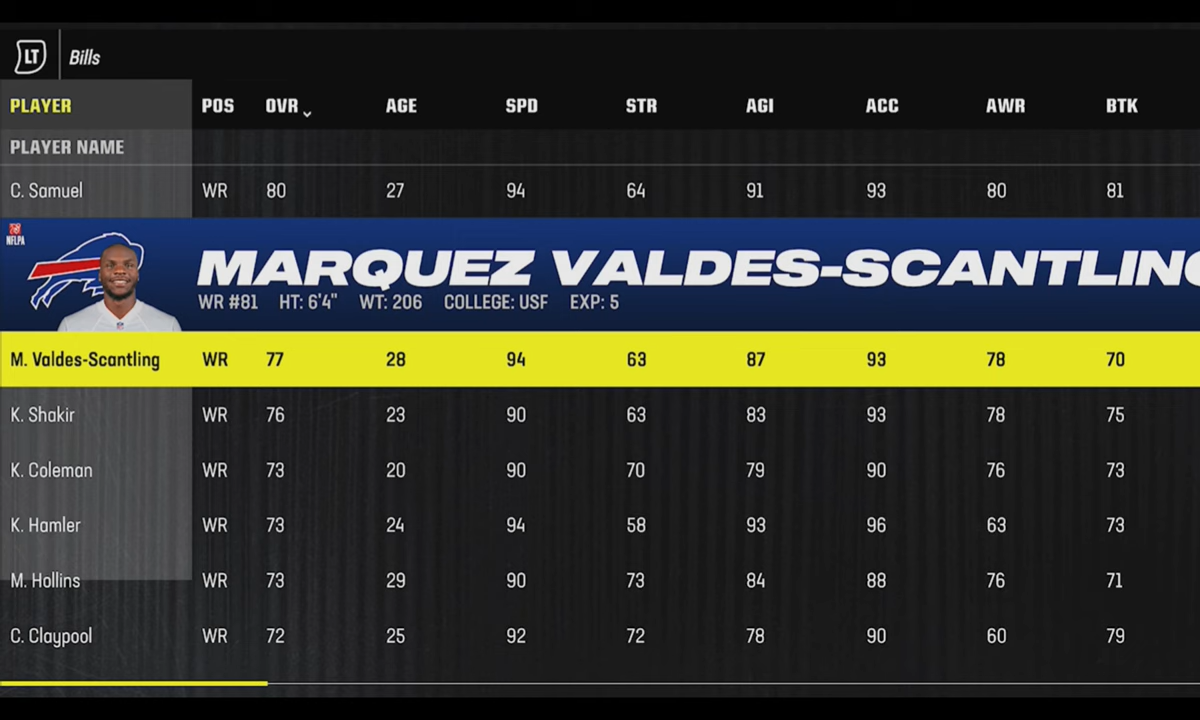 LT Bills
PLAYER POS OVR AGE SPD STR AGI ACC AWR BTK
PLAYER NAME
C. Samuel WR 80 27 94 64 91 93 80 81
NFLPA
MARQUEZ VALDES-SCANTLING
WR #81 HT: 6'4" WT: 206 COLLEGE: USF EXP: 5
M. Valdes-Scantling WR 77 28 94 63 87 93 78 70
K. Shakir WR 76 23 90 63 83 93 78 75
K. Coleman WR 73 20 90 70 79 90 76 73
K. Hamler WR 73 24 94 58 93 96 63 73
M. Hollins WR 73 29 90 73 84 88 76 71
C. Claypool WR 72 25 92 72 78 90 60 79